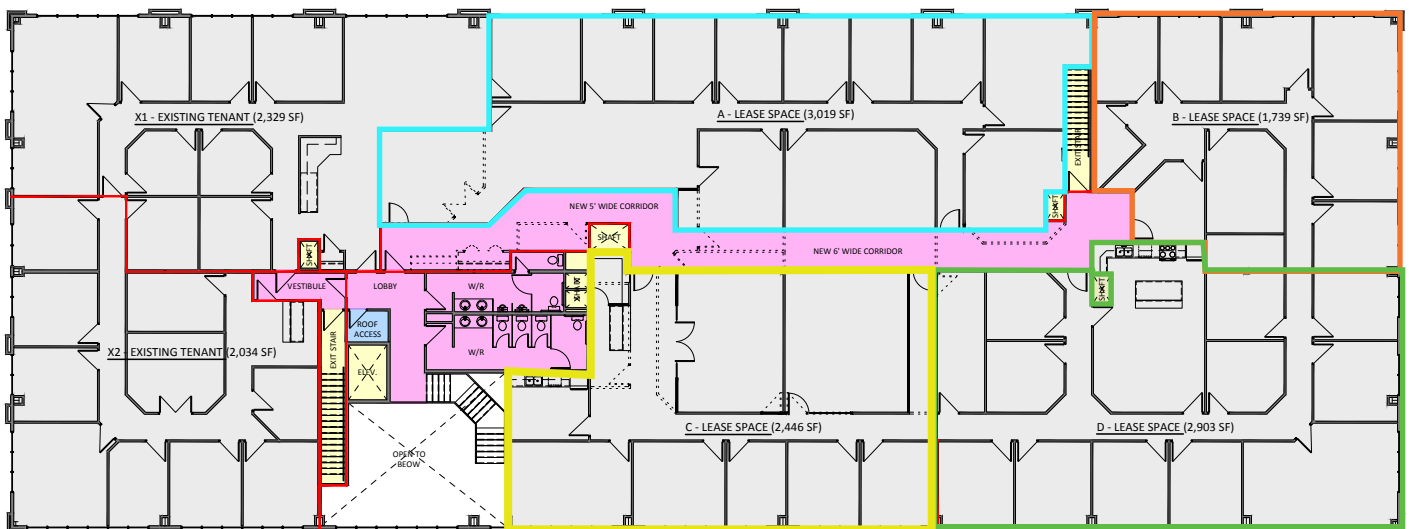 X1 - EXISTING TENANT (2,329 SF)
A - LEASE SPACE (3,019 SF)
B - LEASE SPACE (1,739 SF)
EXIT STAIR
NEW 5' WIDE CORRIDOR
SHAFT
SHAFT
NEW 6' WIDE CORRIDOR
SHAFT
VESTIBULE
LOBBY
W/R
SHAFT
ROOF
ACCESS
EXIT STAIR
W/R
X2 - EXISTING TENANT (2,034 SF)
ELEV.
C - LEASE SPACE (2,446 SF)
D - LEASE SPACE (2,903 SF)
OPEN TO
BEOW